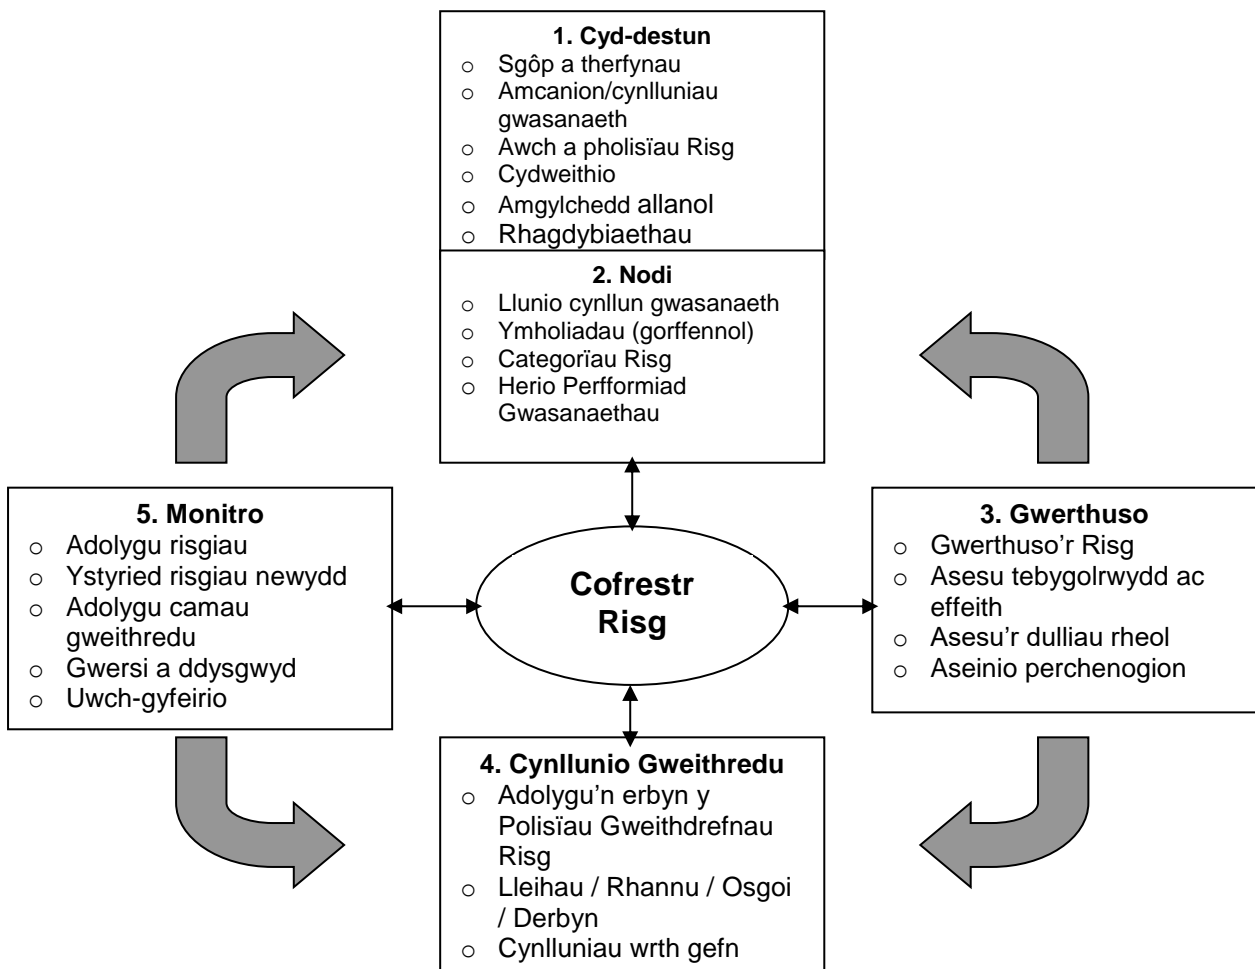 1. Cyd-destun
o Sgôp a therfynau
o Amcanion/cynlluniau
gwasanaeth
o Awch a pholisïau Risg
o Cydweithio
o Amgylchedd allanol
o Rhagdybiaethau
2. Nodi
o Llunio cynllun gwasanaeth
o Ymholiadau (gorffennol)
o Categorïau Risg
o Herio Perfformiad
Gwasanaethau
5. Monitro
o Adolygu risgiau
o Ystyried risgiau newydd
o Adolygu camau
gweithredu
o Gwersi a ddysgwyd
o Uwch-gyfeirio
Cofrestr
Risg
3. Gwerthuso
o Gwerthuso’r Risg
o Asesu tebygolrwydd ac
effeith
o Asesu’r dulliau rheol
o Aseinio perchenogion
4. Cynllunio Gweithredu
o Adolygu’n erbyn y
Polisïau Gweithdrefnau
Risg
o Lleihau / Rhannu / Osgoi
/ Derbyn
o Cynlluniau wrth gefn